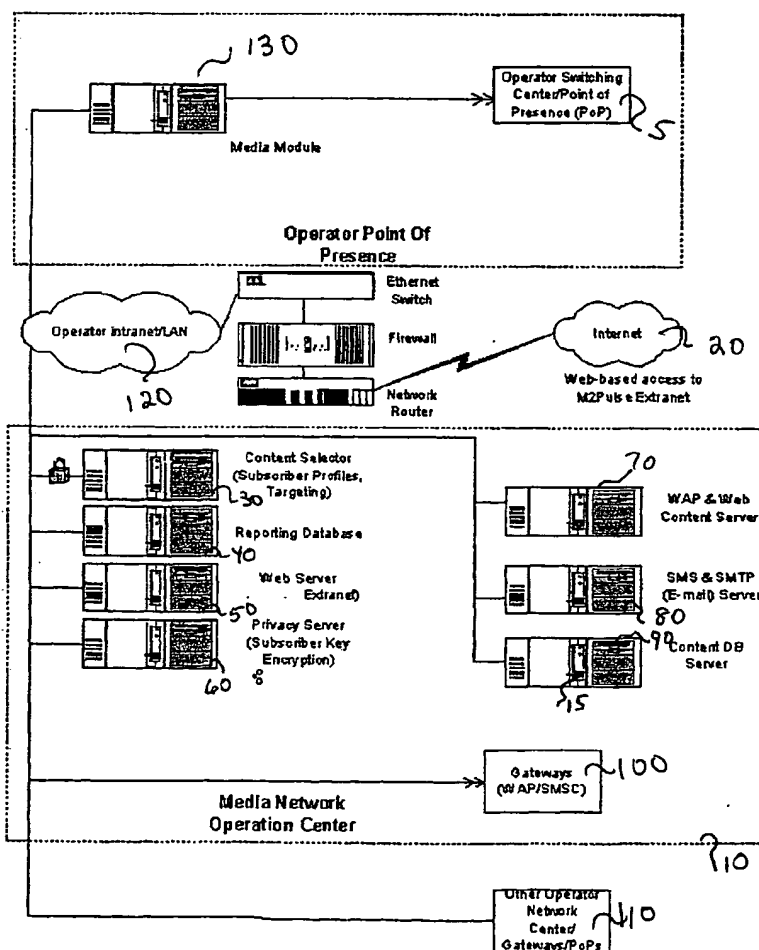 130
Operator Switching
Center/Point of
Presence (PoP)
5
Media Module
Operator Point Of
Presence
Ethernet
Switch
Operator Intranet/LAN
120
Firewall
Internet
20
Web-based access to
M2Pulse Extranet
Network
Router
Content Selector
(Subscriber Profiles,
Targeting)
30
Reporting Database
40
Web Server
Extranet)
50
Privacy Server
(Subscriber Key
Encryption)
60
70
WAP & Web
Content Server
SMS & SMTP
(E-mail) Server
80
90
Content DB
Server
15
Gateways
(WAP/SMSC)
100
Media Network
Operation Center
10
Other Operator
Network
Center/
Gateways/PoPs
110